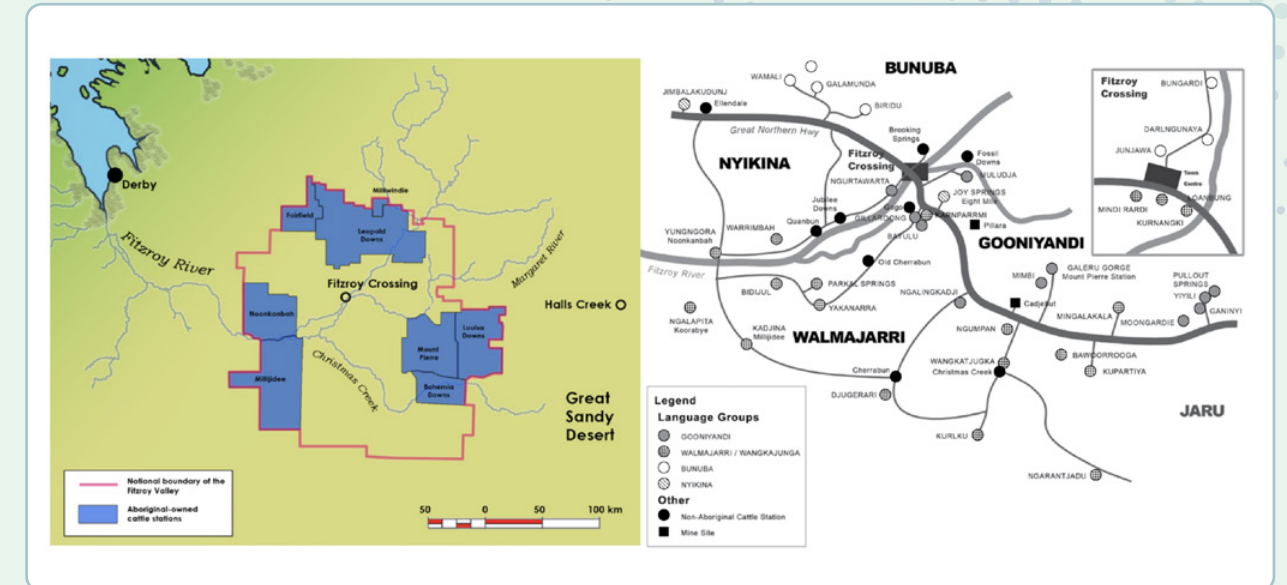 Derby
Fitzroy River
Millwindie
Fairfield
Leopold
Downs
Fitzroy Crossing
Margaret River
Halls Creek
Noonkanbah
Louisa
Downs
Mount
Pierre
Millijidee
Christmas Creek
Bohemia
Downs
Great
Sandy
Desert
Notional boundary of the
Fitzroy Valley
Aboriginal-owned
cattle stations
50 0 50 100 km
BUNUBA
WAMALI
GALAMUNDA
JIMBALAKUDUNJ
Ellendale
BIRIDU
Great Northern Hwy
Brooking
Springs
NYIKINA
Fitzroy
Crossing
Fossil
Downs
MULUDJA
NGURTAWARTA
JOY SPRINGS
Eight Mile
Jubilee
Downs
Gogo
GILLAROONG
KARNPARRMI
Quanbun
BAYULU
Pillara
YUNGNGORA
Noonkanbah
WARRIMBAH
GOONIYANDI
Old Cherrabun
Fitzroy River
MIMBI
GALERU GORGE
Mount Pierre Station
PULLOUT
SPRINGS
YIYILI
BIDIJUL
PARKAL SPRINGS
NGALINGKADJI
YAKANARRA
Cadjebut
MINGALAKALA
GANINYI
NGALAPITA
Koorabye
KADJINA
Millijidee
NGUMPAN
MOONGARDIE
WALMAJARRI
WANGKATJUGKA
Christmas Creek
BAWOORROOGA
KUPARTIYA
Cherrabun
DJUGERARI
JARU
KURLKU
NGARANTJADU
Legend
Language Groups
GOONIYANDI
WALMAJARRI / WANGKAJUNGA
BUNUBA
NYIKINA
Other
Non-Aboriginal Cattle Station
Mine Site
Fitzroy
Crossing
BUNGARDI
DARLNGUNAYA
JUNJAWA
Town
Centre
MINDI RARDI
LOANBUNG
KURNANGKI